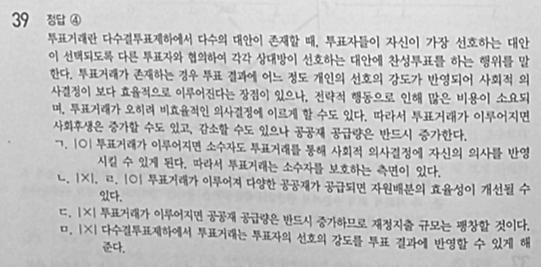 39 정답 ④
투표거래란 다수결투표제하에서 다수의 대안이 존재할 때, 투표자들이 자신이 가장 선호하는 대안
이 선택되도록 다른 투표자와 협의하여 각각 상대방이 선호하는 대안에 찬성투표를 하는 행위를 말
한다. 투표거래가 존재하는 경우 투표 결과에 어느 정도 개인의 선호의 강도가 반영되어 사회적 의
사결정이 보다 효율적으로 이루어진다는 장점이 있으나, 전략적 행동으로 인해 많은 비용이 소요되
며, 투표거래가 오히려 비효율적인 의사결정에 이르게 할 수도 있다. 따라서 투표거래가 이루어지면
사회후생은 증가할 수도 있고, 감소할 수도 있으나 공공재 공급량은 반드시 증가한다.
ㄱ. |O| 투표거래가 이루어지면 소수자도 투표거래를 통해 사회적 의사결정에 자신의 의사를 반영
시킬 수 있게 된다. 따라서 투표거래는 소수자를 보호하는 측면이 있다.
ㄴ. |×|, ㄹ. |O| 투표거래가 이루어져 다양한 공공재가 공급되면 자원배분의 효율성이 개선될 수
있다.
ㄷ. |×| 투표거래가 이루어지면 공공재 공급량은 반드시 증가하므로 재정지출 규모는 팽창할 것이다.
ㅁ. |×| 다수결투표제하에서 투표거래는 투표자의 선호의 강도를 투표 결과에 반영할 수 있게 해
준다.